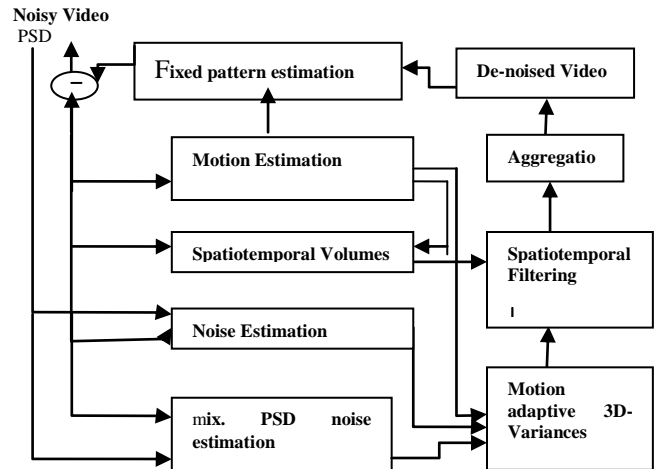 Noisy Video
PSD
Fixed pattern estimation
De-noised Video
–
Motion Estimation
Aggregatio
Spatiotemporal Volumes
Spatiotemporal
Filtering
Noise Estimation
mix. PSD noise
estimation
Motion
adaptive 3D-
Variances